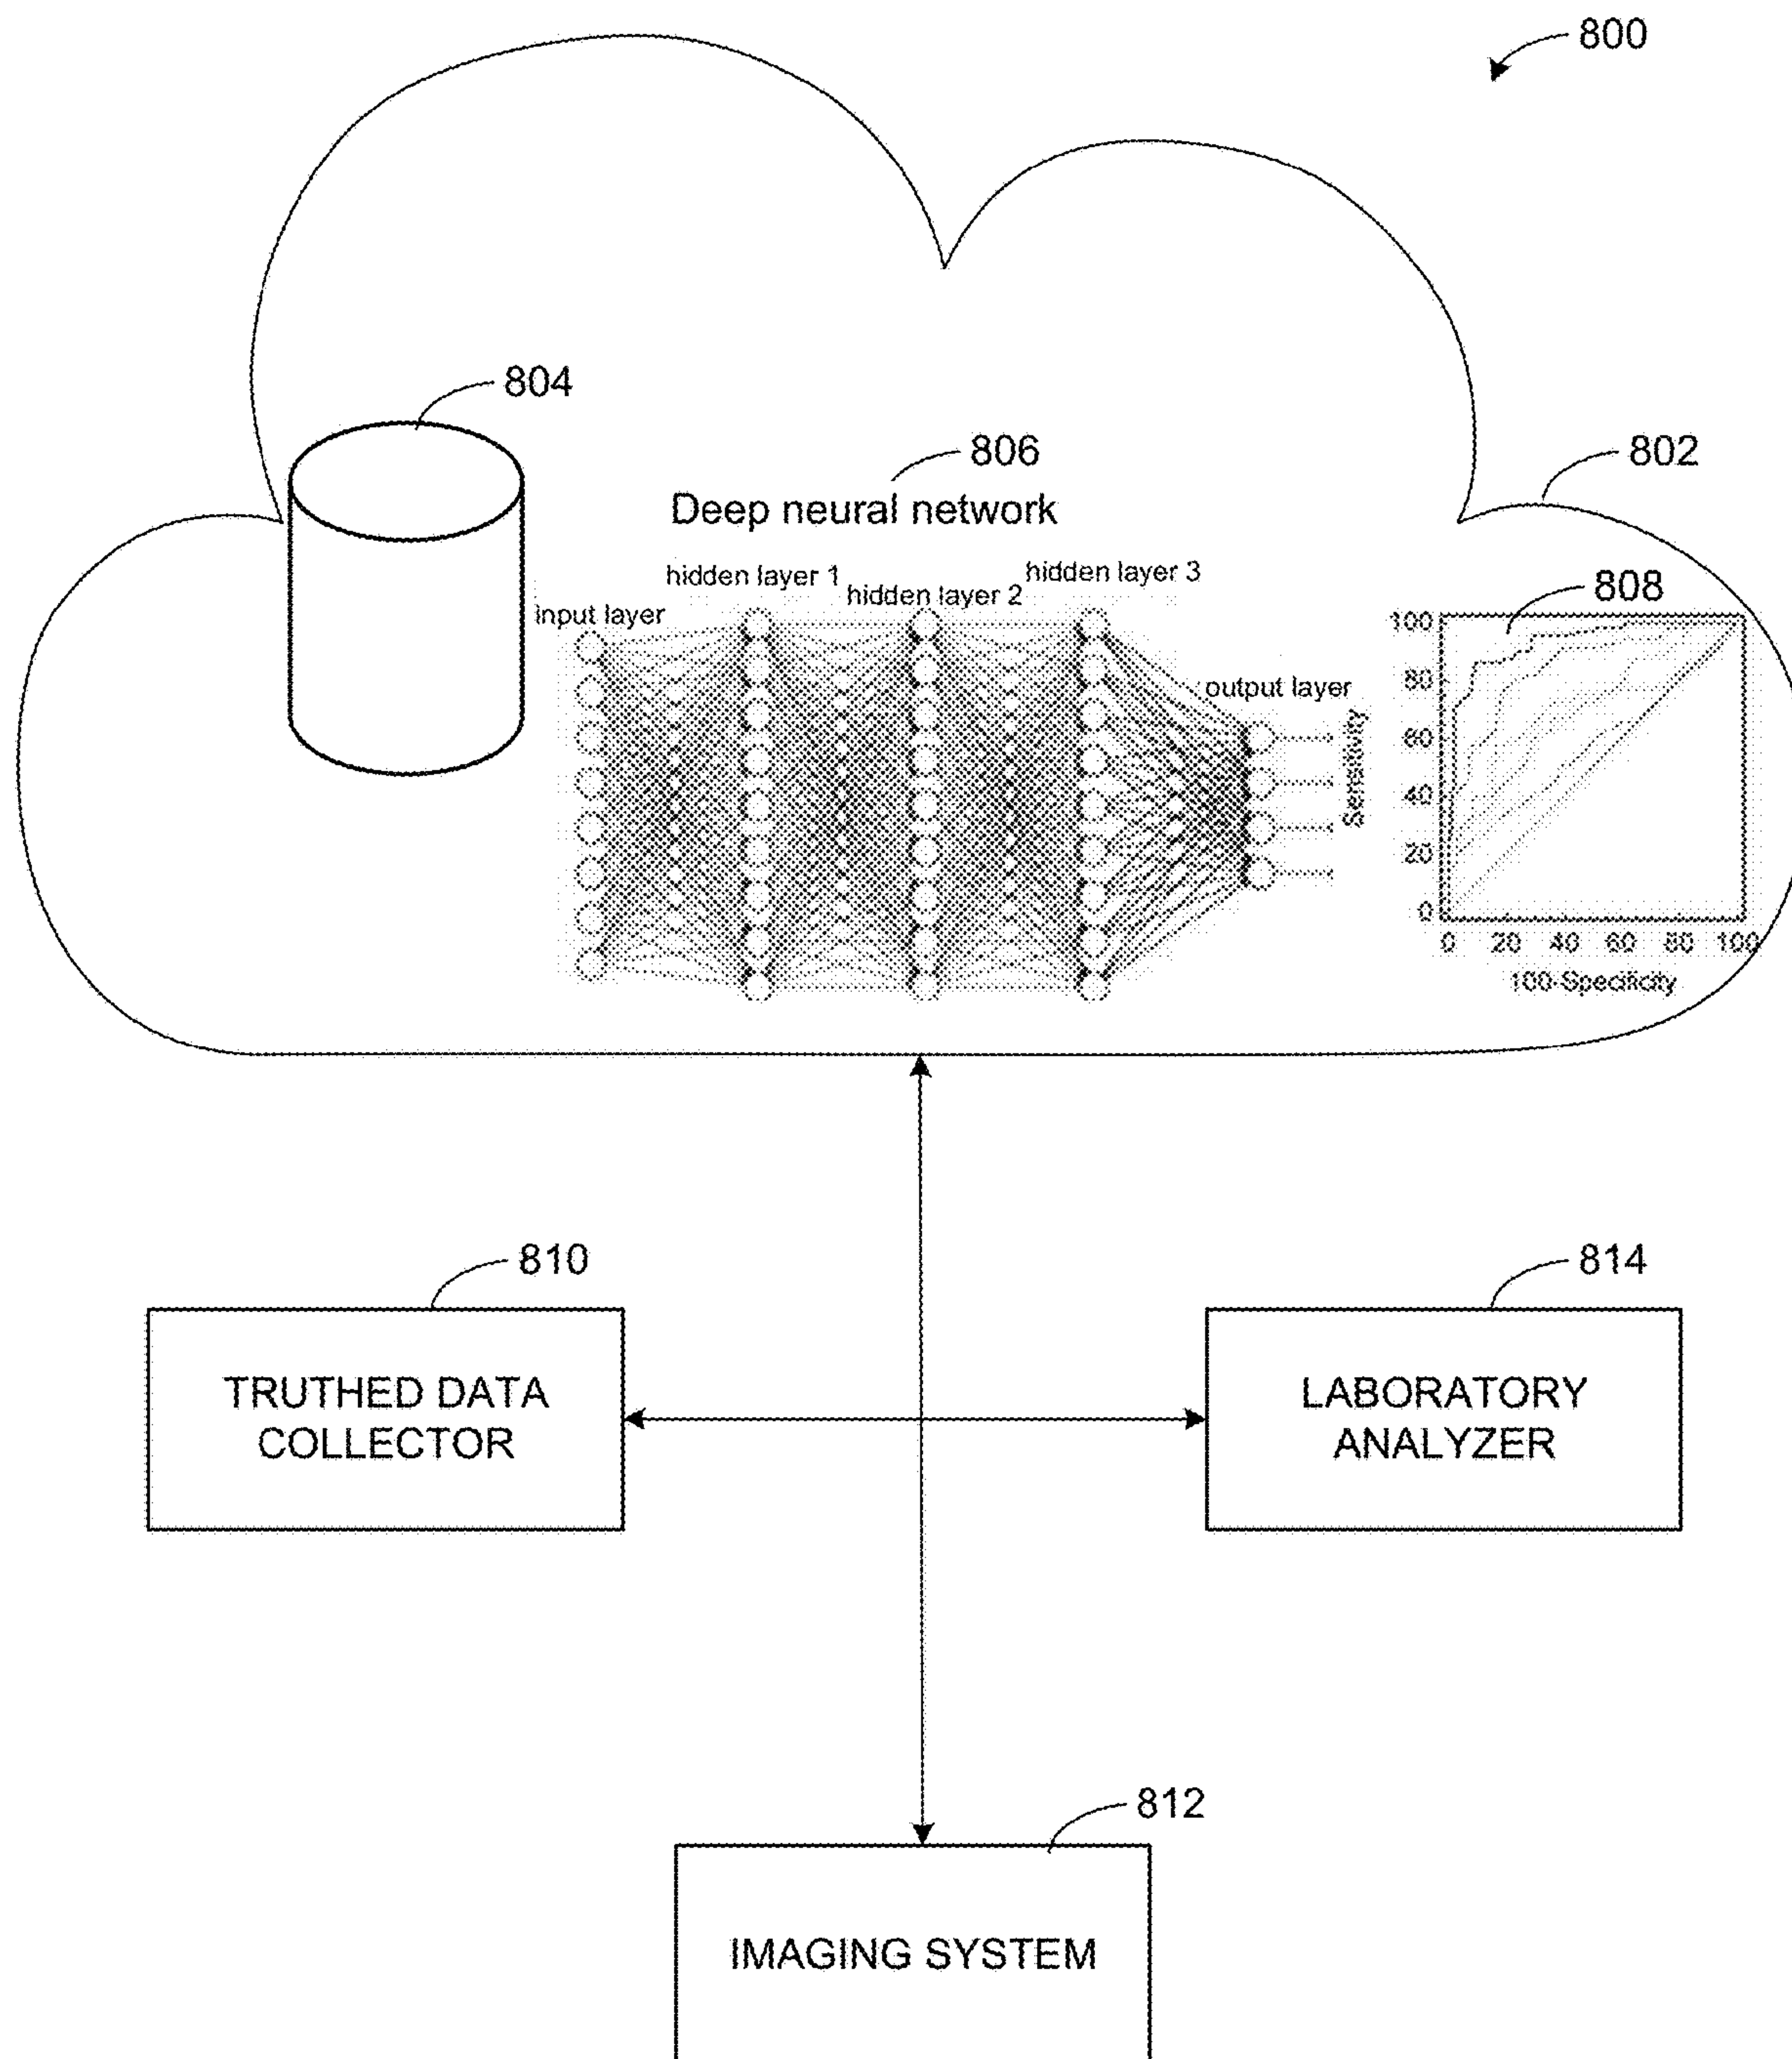 800
804
806
802
Deep neural network
hidden layer 1
hidden layer 2
hidden layer 3
input layer
output layer
808
Sensitivity
100
80
60
40
20
0
0 20 40 60 80 100
100-Specificity
810
814
TRUTHED DATA
COLLECTOR
LABORATORY
ANALYZER
812
IMAGING SYSTEM